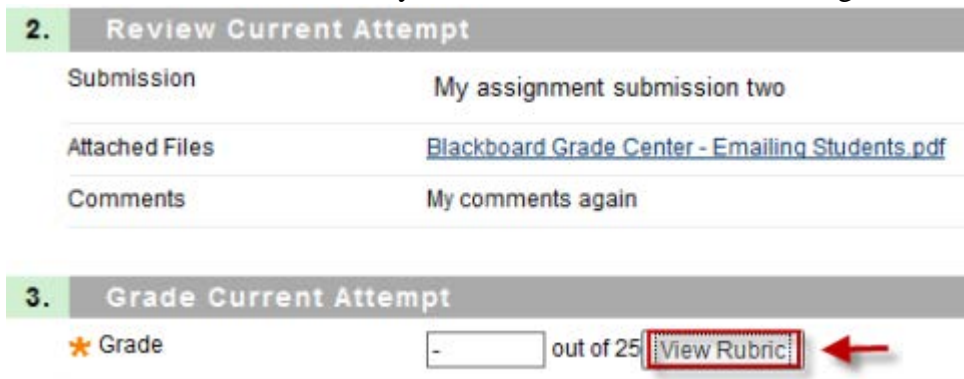 2. Review Current Attempt
Submission My assignment submission two
Attached Files Blackboard Grade Center - Emailing Students.pdf
Comments My comments again
3. Grade Current Attempt
* Grade - out of 25 View Rubric